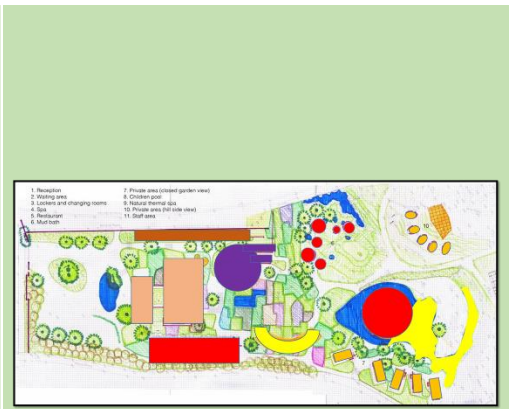 1. Reception
2. Waiting area
3. Lockers and changing rooms
4. Spa
5. Restaurant
6. Mud bath
7. Private area (closed garden view)
8. Children pool
9. Natural thermal spa
10. Private area (hill side view)
11. Staff area
10